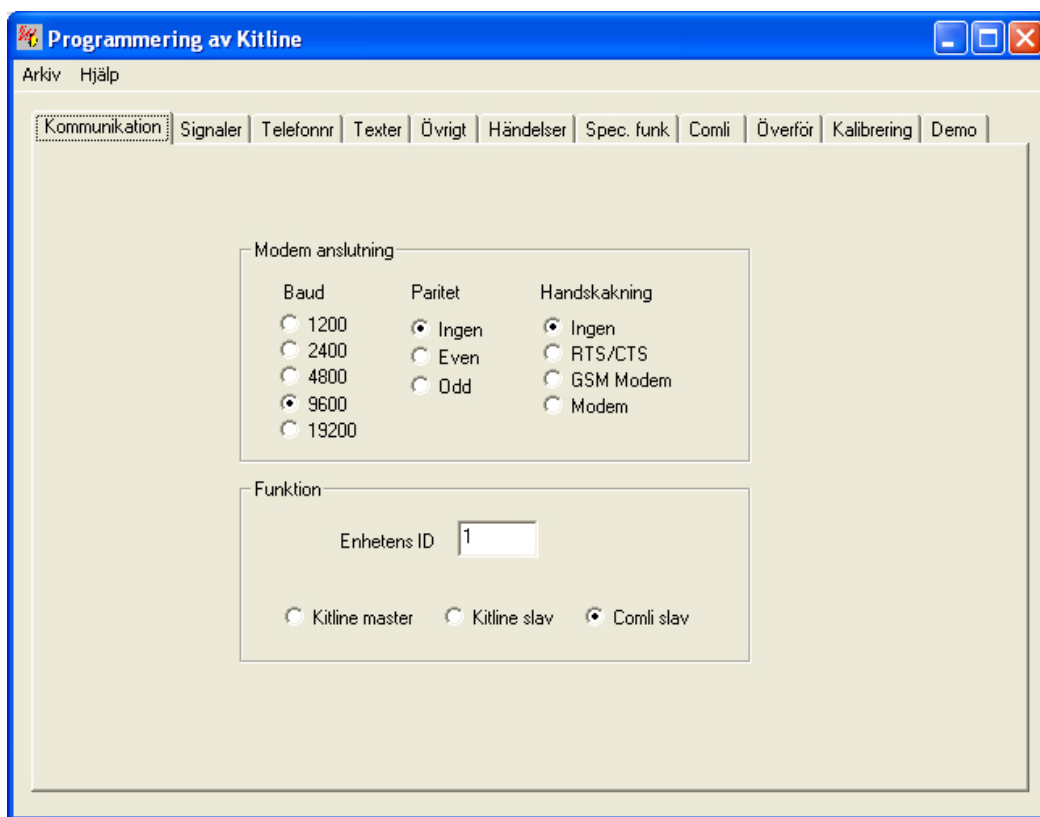 Programmering av Kitline
Arkiv Hjälp
Kommunikation Signaler Telefonnr Texter Övrigt Händelser Spec. funk Comli Överför Kalibrering Demo
Modem anslutning
Baud Paritet Handskakning
1200 Ingen Ingen
2400 Even RTS/CTS
4800 Odd GSM Modem
9600 Modem
19200
Funktion
Enhetens ID 1
Kitline master Kitline slav Comli slav